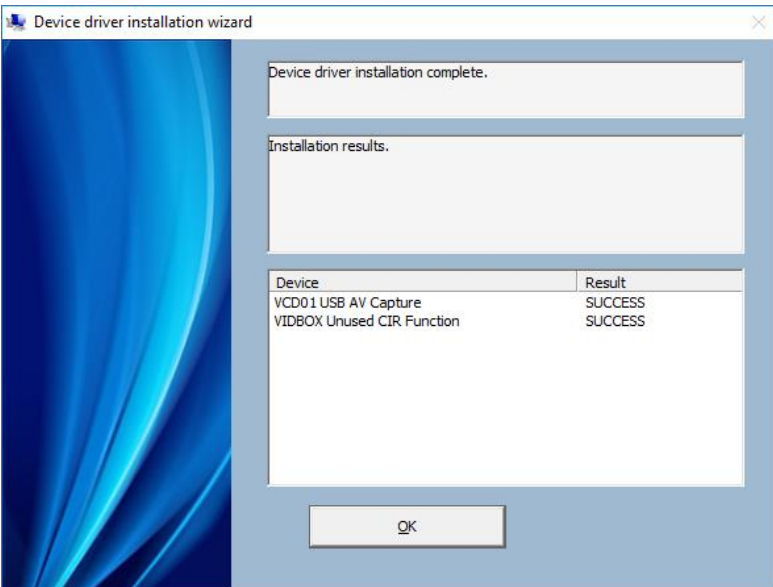 Device driver installation wizard
Device driver installation complete.
Installation results.
Device Result
VCD01 USB AV Capture SUCCESS
VIDBOX Unused CIR Function SUCCESS
OK